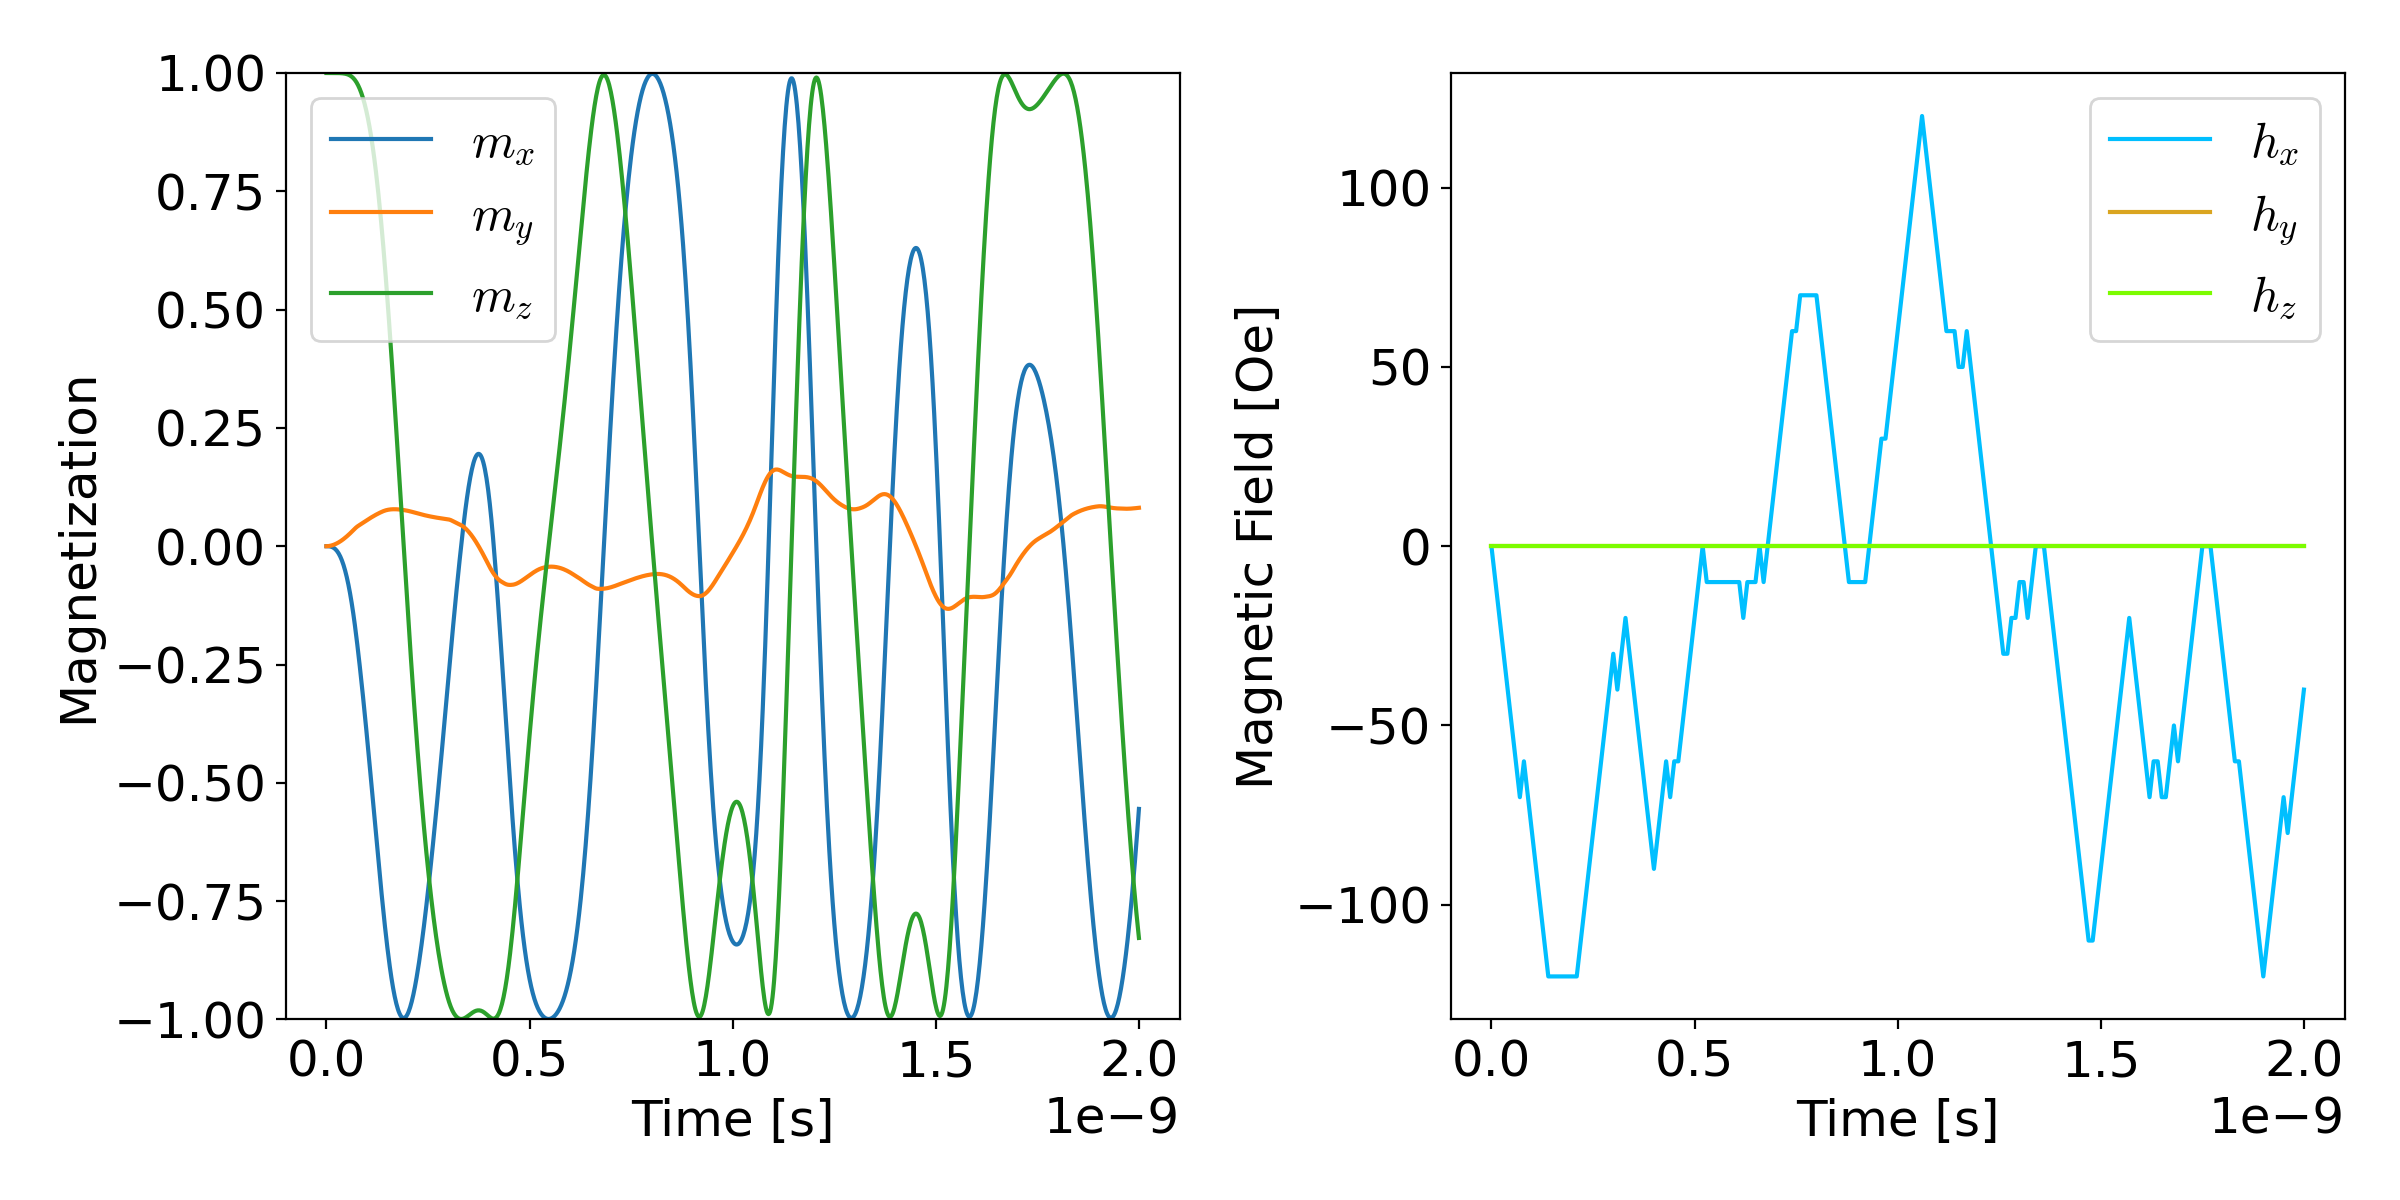 1.00
0.75
0.50
0.25
0.00
−0.25
−0.50
−0.75
−1.00
Magnetization
m_x
m_y
m_z
0.0 0.5 1.0 1.5 2.0
Time [s]
1e−9
100
50
0
−50
−100
Magnetic Field [Oe]
h_x
h_y
h_z
0.0 0.5 1.0 1.5 2.0
Time [s]
1e−9